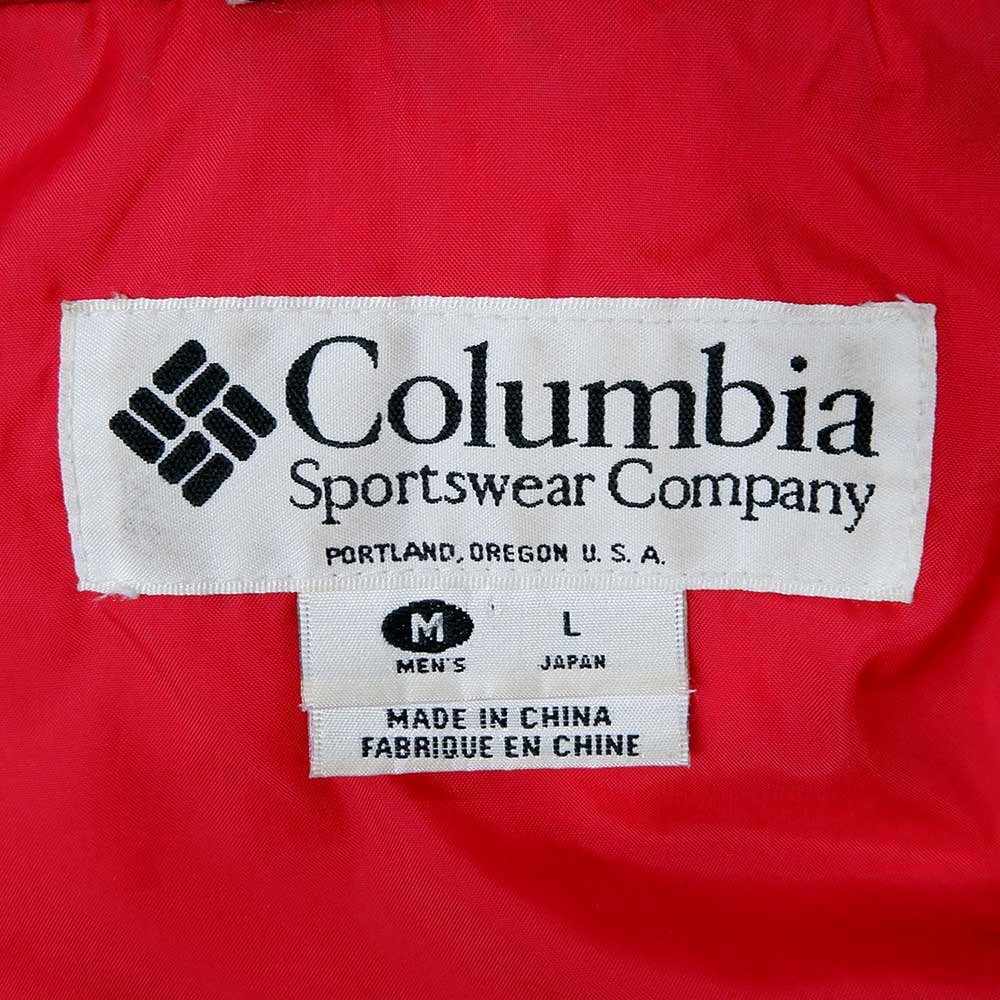 Columbia
Sportswear Company
PORTLAND, OREGON U. S. A.
M L
MEN'S JAPAN
MADE IN CHINA
FABRIQUE EN CHINE